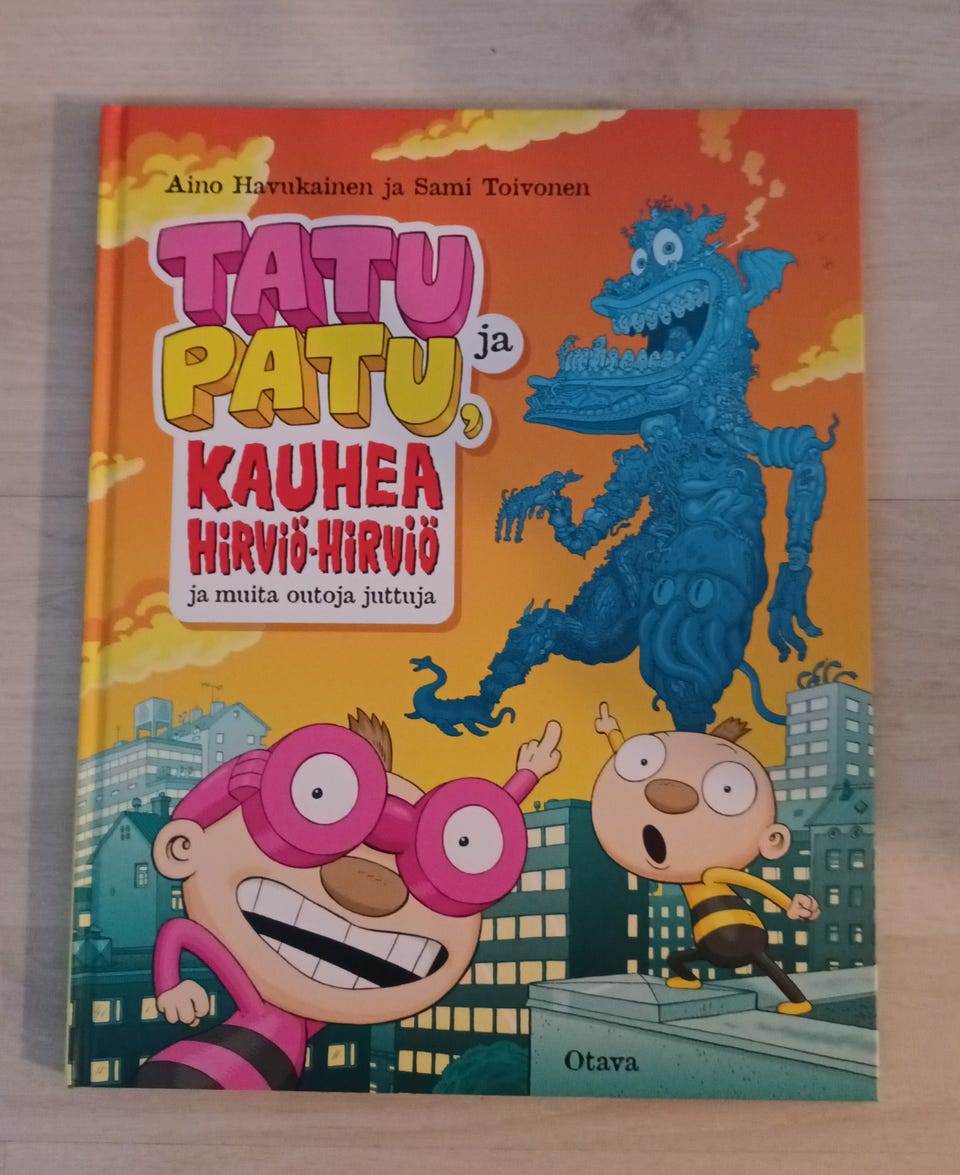 Aino Havukainen ja Sami Toivonen
TATU ja
PATU,
KAUHEA
HiRViÖ-HiRViÖ
ja muita outoja juttuja
Otava